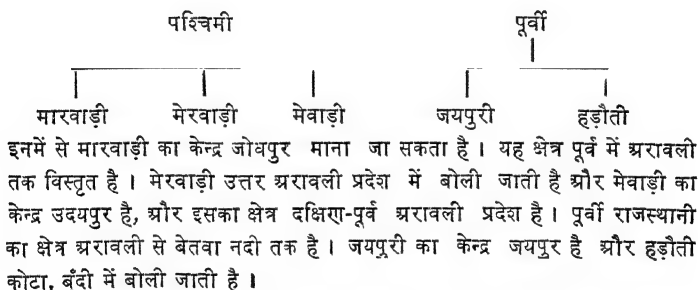 पश्चिमी पूर्वी
मारवाड़ी मेरवाड़ी मेवाड़ी जयपुरी हड़ौती
इनमें से मारवाड़ी का केन्द्र जोधपुर माना जा सकता है । यह क्षेत्र पूर्व में अरावली
तक विस्तृत है । मेरवाड़ी उत्तर अरावली प्रदेश में बोली जाती है और मेवाड़ी का
केन्द्र उदयपुर है, और इसका क्षेत्र दक्षिण-पूर्व अरावली प्रदेश है । पूर्वी राजस्थानी
का क्षेत्र अरावली से बेतवा नदी तक है । जयपुरी का केन्द्र जयपुर है और हड़ौती
कोटा, बूँदी में बोली जाती है ।